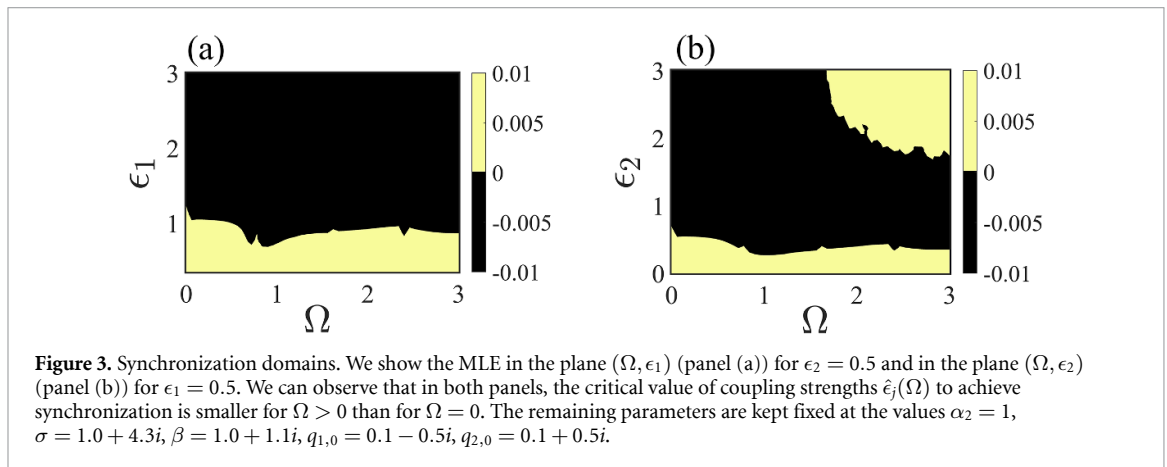 (a)
3
2
1
ϵ1
0 1 2 3
Ω
0.01
0.005
0
-0.005
-0.01
(b)
3
2
1
0
ϵ2
0 1 2 3
Ω
0.01
0.005
0
-0.005
-0.01
Figure 3. Synchronization domains. We show the MLE in the plane (Ω, ϵ1) (panel (a)) for ϵ2 = 0.5 and in the plane (Ω, ϵ2)
(panel (b)) for ϵ1 = 0.5. We can observe that in both panels, the critical value of coupling strengths ϵ̂j(Ω) to achieve
synchronization is smaller for Ω > 0 than for Ω = 0. The remaining parameters are kept fixed at the values α2 = 1,
σ = 1.0 + 4.3i, β = 1.0 + 1.1i, q1,0 = 0.1 − 0.5i, q2,0 = 0.1 + 0.5i.